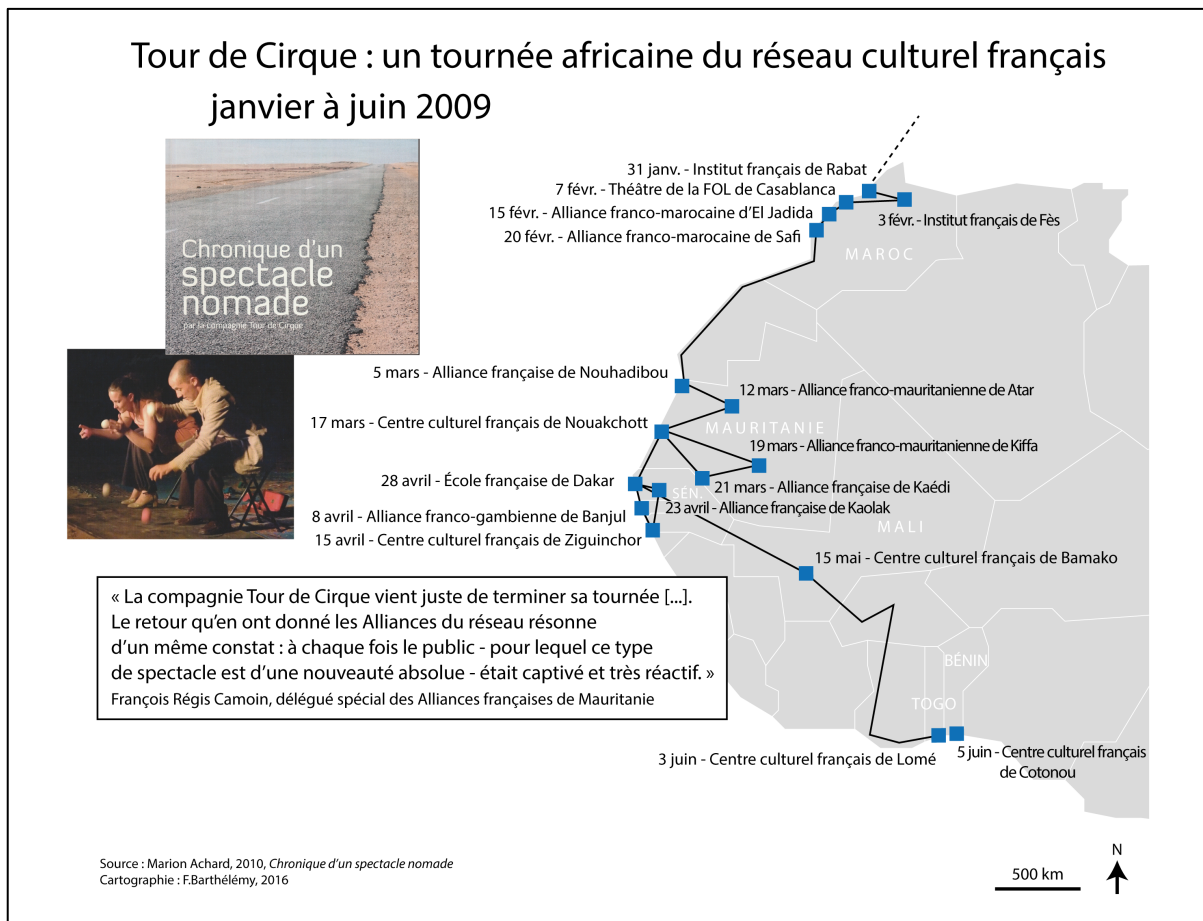 Tour de Cirque : un tournée africaine du réseau culturel français
janvier à juin 2009
Chronique d'un
spectacle
nomade
par la compagnie Tour de Cirque
31 janv. - Institut français de Rabat
7 févr. - Théâtre de la FOL de Casablanca
15 févr. - Alliance franco-marocaine d'El Jadida
3 févr. - Institut français de Fès
20 févr. - Alliance franco-marocaine de Safi
MAROC
5 mars - Alliance française de Nouhadibou
12 mars - Alliance franco-mauritanienne de Atar
17 mars - Centre culturel français de Nouakchott
MAURITANIE
19 mars - Alliance franco-mauritanienne de Kiffa
28 avril - École française de Dakar
21 mars - Alliance française de Kaédi
SÉN.
23 avril - Alliance française de Kaolak
8 avril - Alliance franco-gambienne de Banjul
MALI
15 avril - Centre culturel français de Ziguinchor
15 mai - Centre culturel français de Bamako
« La compagnie Tour de Cirque vient juste de terminer sa tournée [...].
Le retour qu'en ont donné les Alliances du réseau résonne
d'un même constat : à chaque fois le public - pour lequel ce type
de spectacle est d'une nouveauté absolue - était captivé et très réactif. »
François Régis Camoin, délégué spécial des Alliances françaises de Mauritanie
BÉNIN
TOGO
3 juin - Centre culturel français de Lomé
5 juin - Centre culturel français
de Cotonou
Source : Marion Achard, 2010, Chronique d'un spectacle nomade
Cartographie : F.Barthélémy, 2016
500 km
N